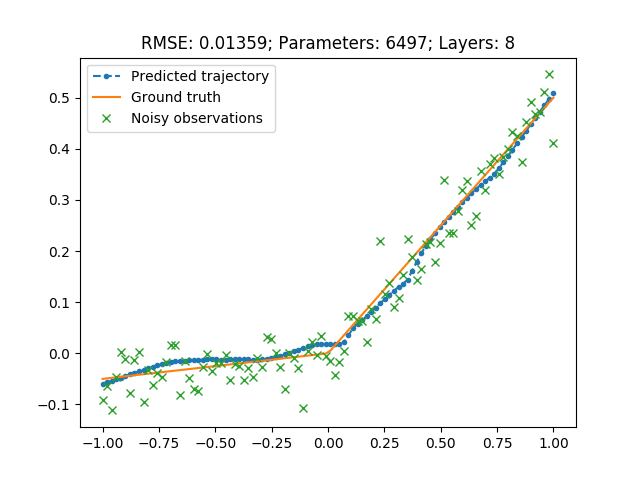 RMSE: 0.01359; Parameters: 6497; Layers: 8
Predicted trajectory
Ground truth
Noisy observations
0.5
0.4
0.3
0.2
0.1
0.0
−0.1
−1.00 −0.75 −0.50 −0.25 0.00 0.25 0.50 0.75 1.00